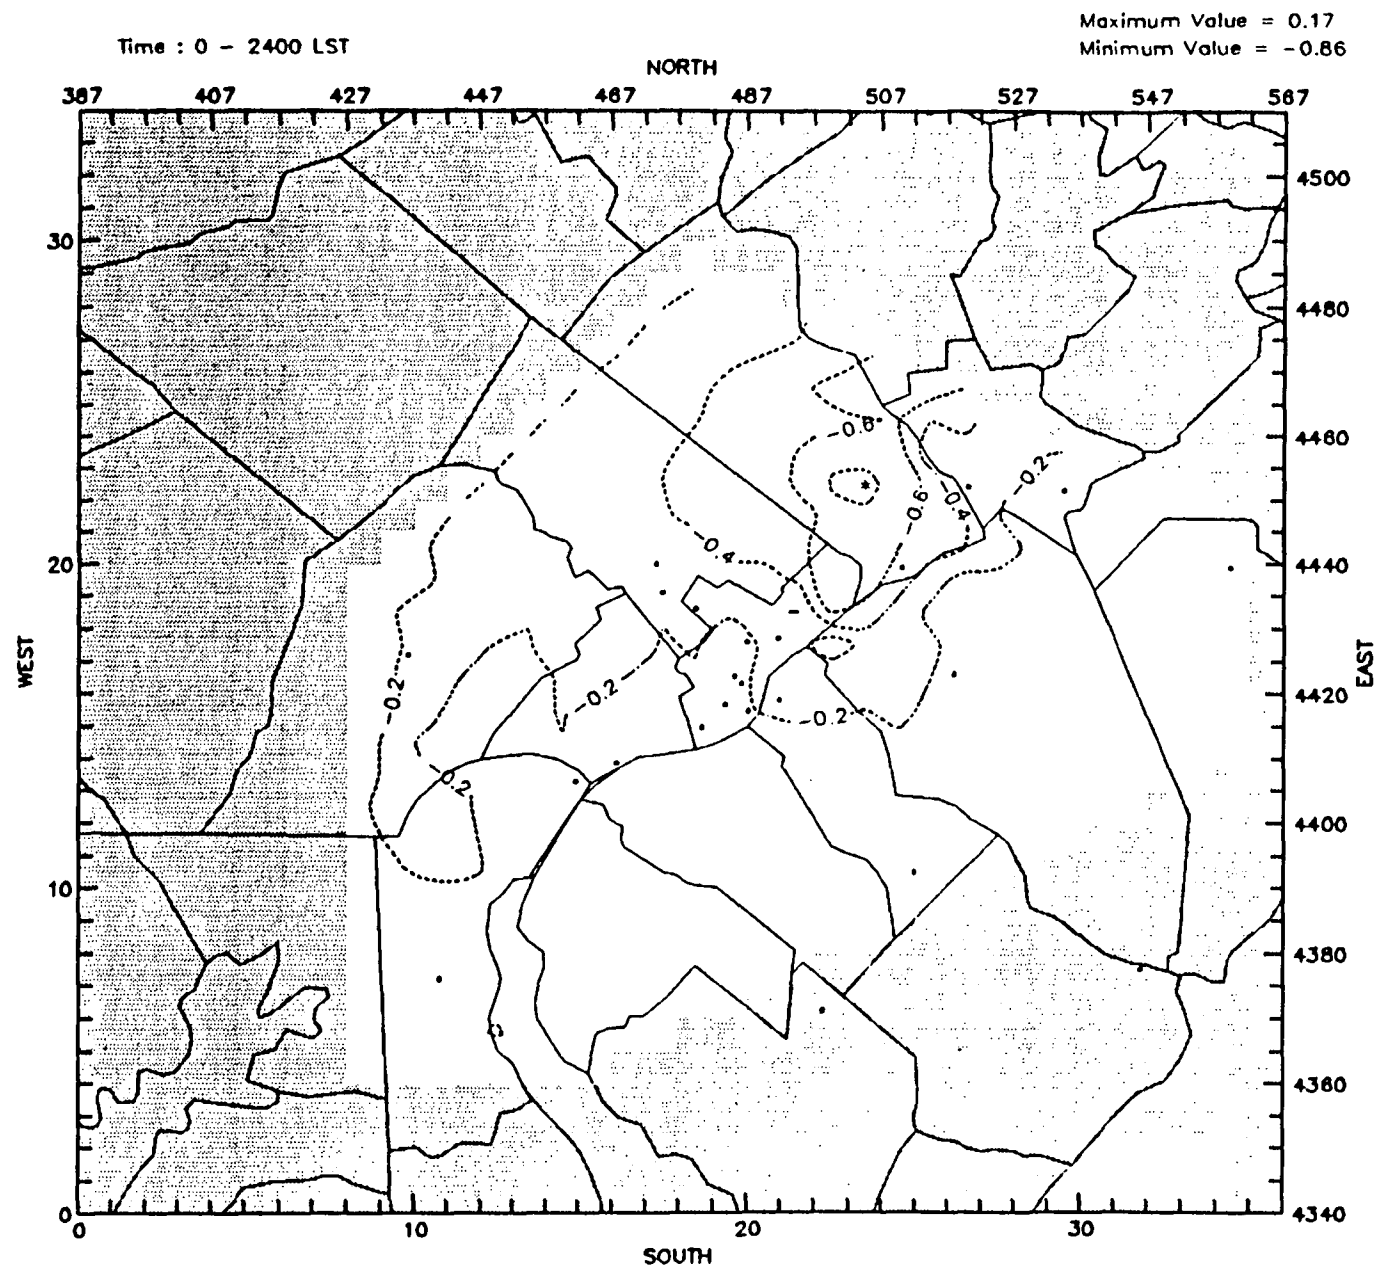 Maximum Value = 0.17
Time : 0 - 2400 LST
Minimum Value = -0.86
NORTH
387 407 427 447 467 487 507 527 547 567
4500
30
4480
-0.6
4460
-0.2
-0.6
-0.4
-0.4
20
4440
WEST
EAST
-0.2
-0.2
4420
-0.2
-0.2
4400
10
4380
4360
0
4340
0 10 20 30
SOUTH